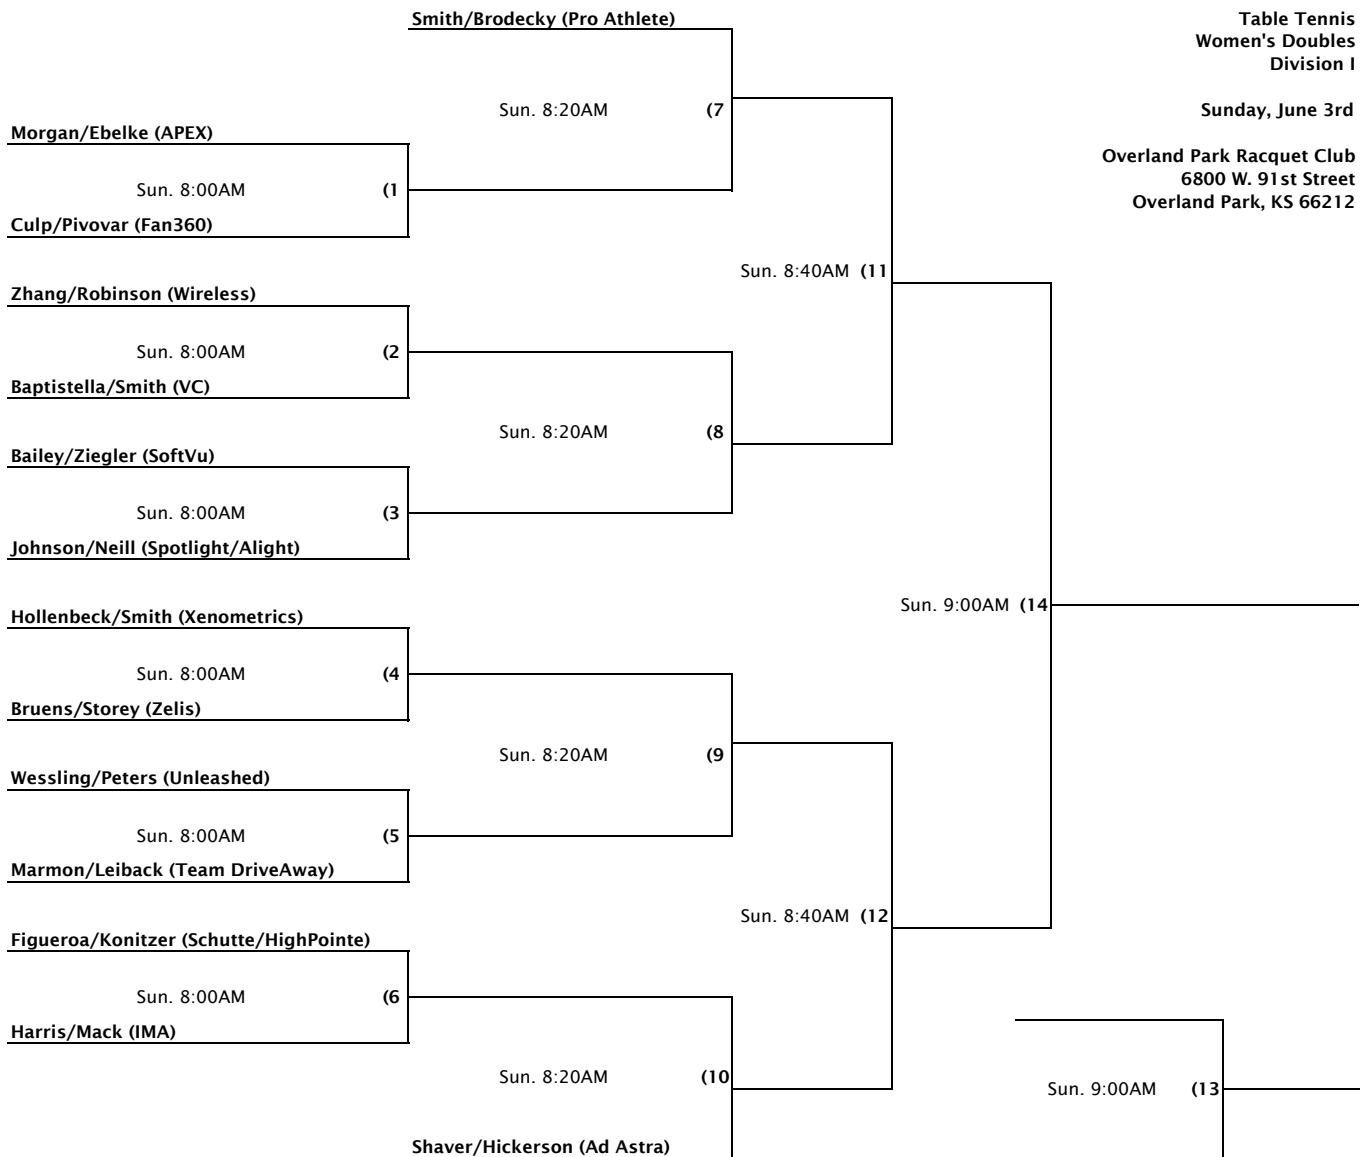 Smith/Brodecky (Pro Athlete)
Table Tennis
Women's Doubles
Division I
Sun. 8:20AM (7
Sunday, June 3rd
Morgan/Ebelke (APEX)
Overland Park Racquet Club
6800 W. 91st Street
Overland Park, KS 66212
Sun. 8:00AM (1
Culp/Pivovar (Fan360)
Sun. 8:40AM (11
Zhang/Robinson (Wireless)
Sun. 8:00AM (2
Baptistella/Smith (VC)
Sun. 8:20AM (8
Bailey/Ziegler (SoftVu)
Sun. 8:00AM (3
Johnson/Neill (Spotlight/Alight)
Sun. 9:00AM (14
Hollenbeck/Smith (Xenometrics)
Sun. 8:00AM (4
Bruens/Storey (Zelis)
Sun. 8:20AM (9
Wessling/Peters (Unleashed)
Sun. 8:00AM (5
Marmon/Leiback (Team DriveAway)
Sun. 8:40AM (12
Figueroa/Konitzer (Schutte/HighPointe)
Sun. 8:00AM (6
Harris/Mack (IMA)
Sun. 8:20AM (10
Sun. 9:00AM (13
Shaver/Hickerson (Ad Astra)